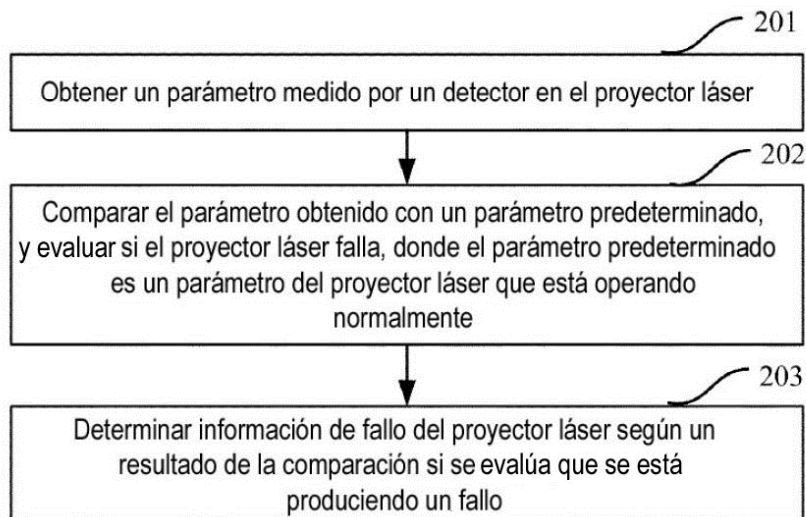 201
Obtener un parámetro medido por un detector en el proyector láser
202
Comparar el parámetro obtenido con un parámetro predeterminado,
y evaluar si el proyector láser falla, donde el parámetro predeterminado
es un parámetro del proyector láser que está operando
normalmente
203
Determinar información de fallo del proyector láser según un
resultado de la comparación si se evalúa que se está
produciendo un fallo